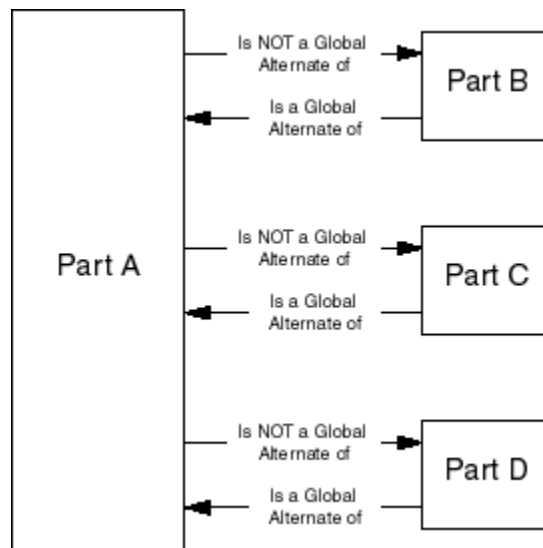 Is NOT a Global
Alternate of
Part B
Is a Global
Alternate of
Part A
Is NOT a Global
Alternate of
Part C
Is a Global
Alternate of
Is NOT a Global
Alternate of
Part D
Is a Global
Alternate of